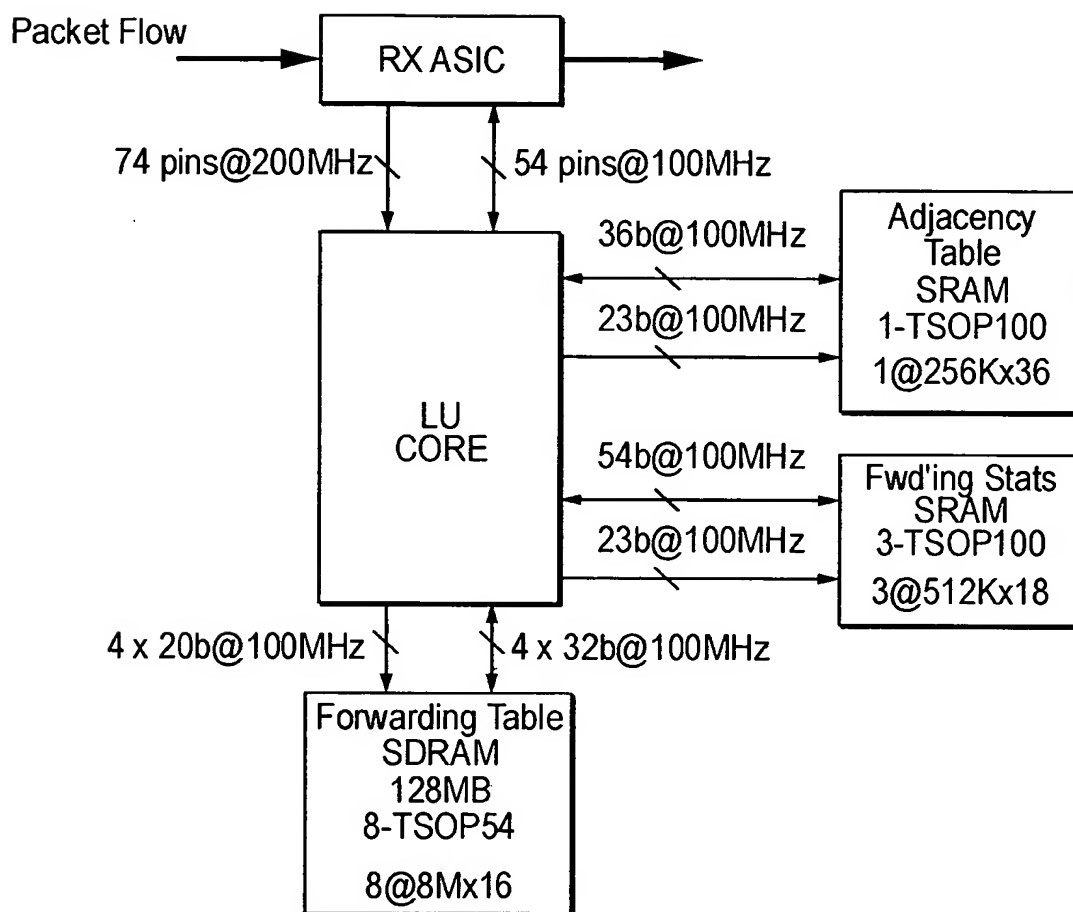 Packet Flow
RX ASIC
74 pins@200MHz
54 pins@100MHz
36b@100MHz
23b@100MHz
Adjacency
Table
SRAM
1-TSOP100
1@256Kx36
LU
CORE
54b@100MHz
23b@100MHz
Fwd'ing Stats
SRAM
3-TSOP100
3@512Kx18
4 x 20b@100MHz
4 x 32b@100MHz
Forwarding Table
SDRAM
128MB
8-TSOP54
8@8Mx16